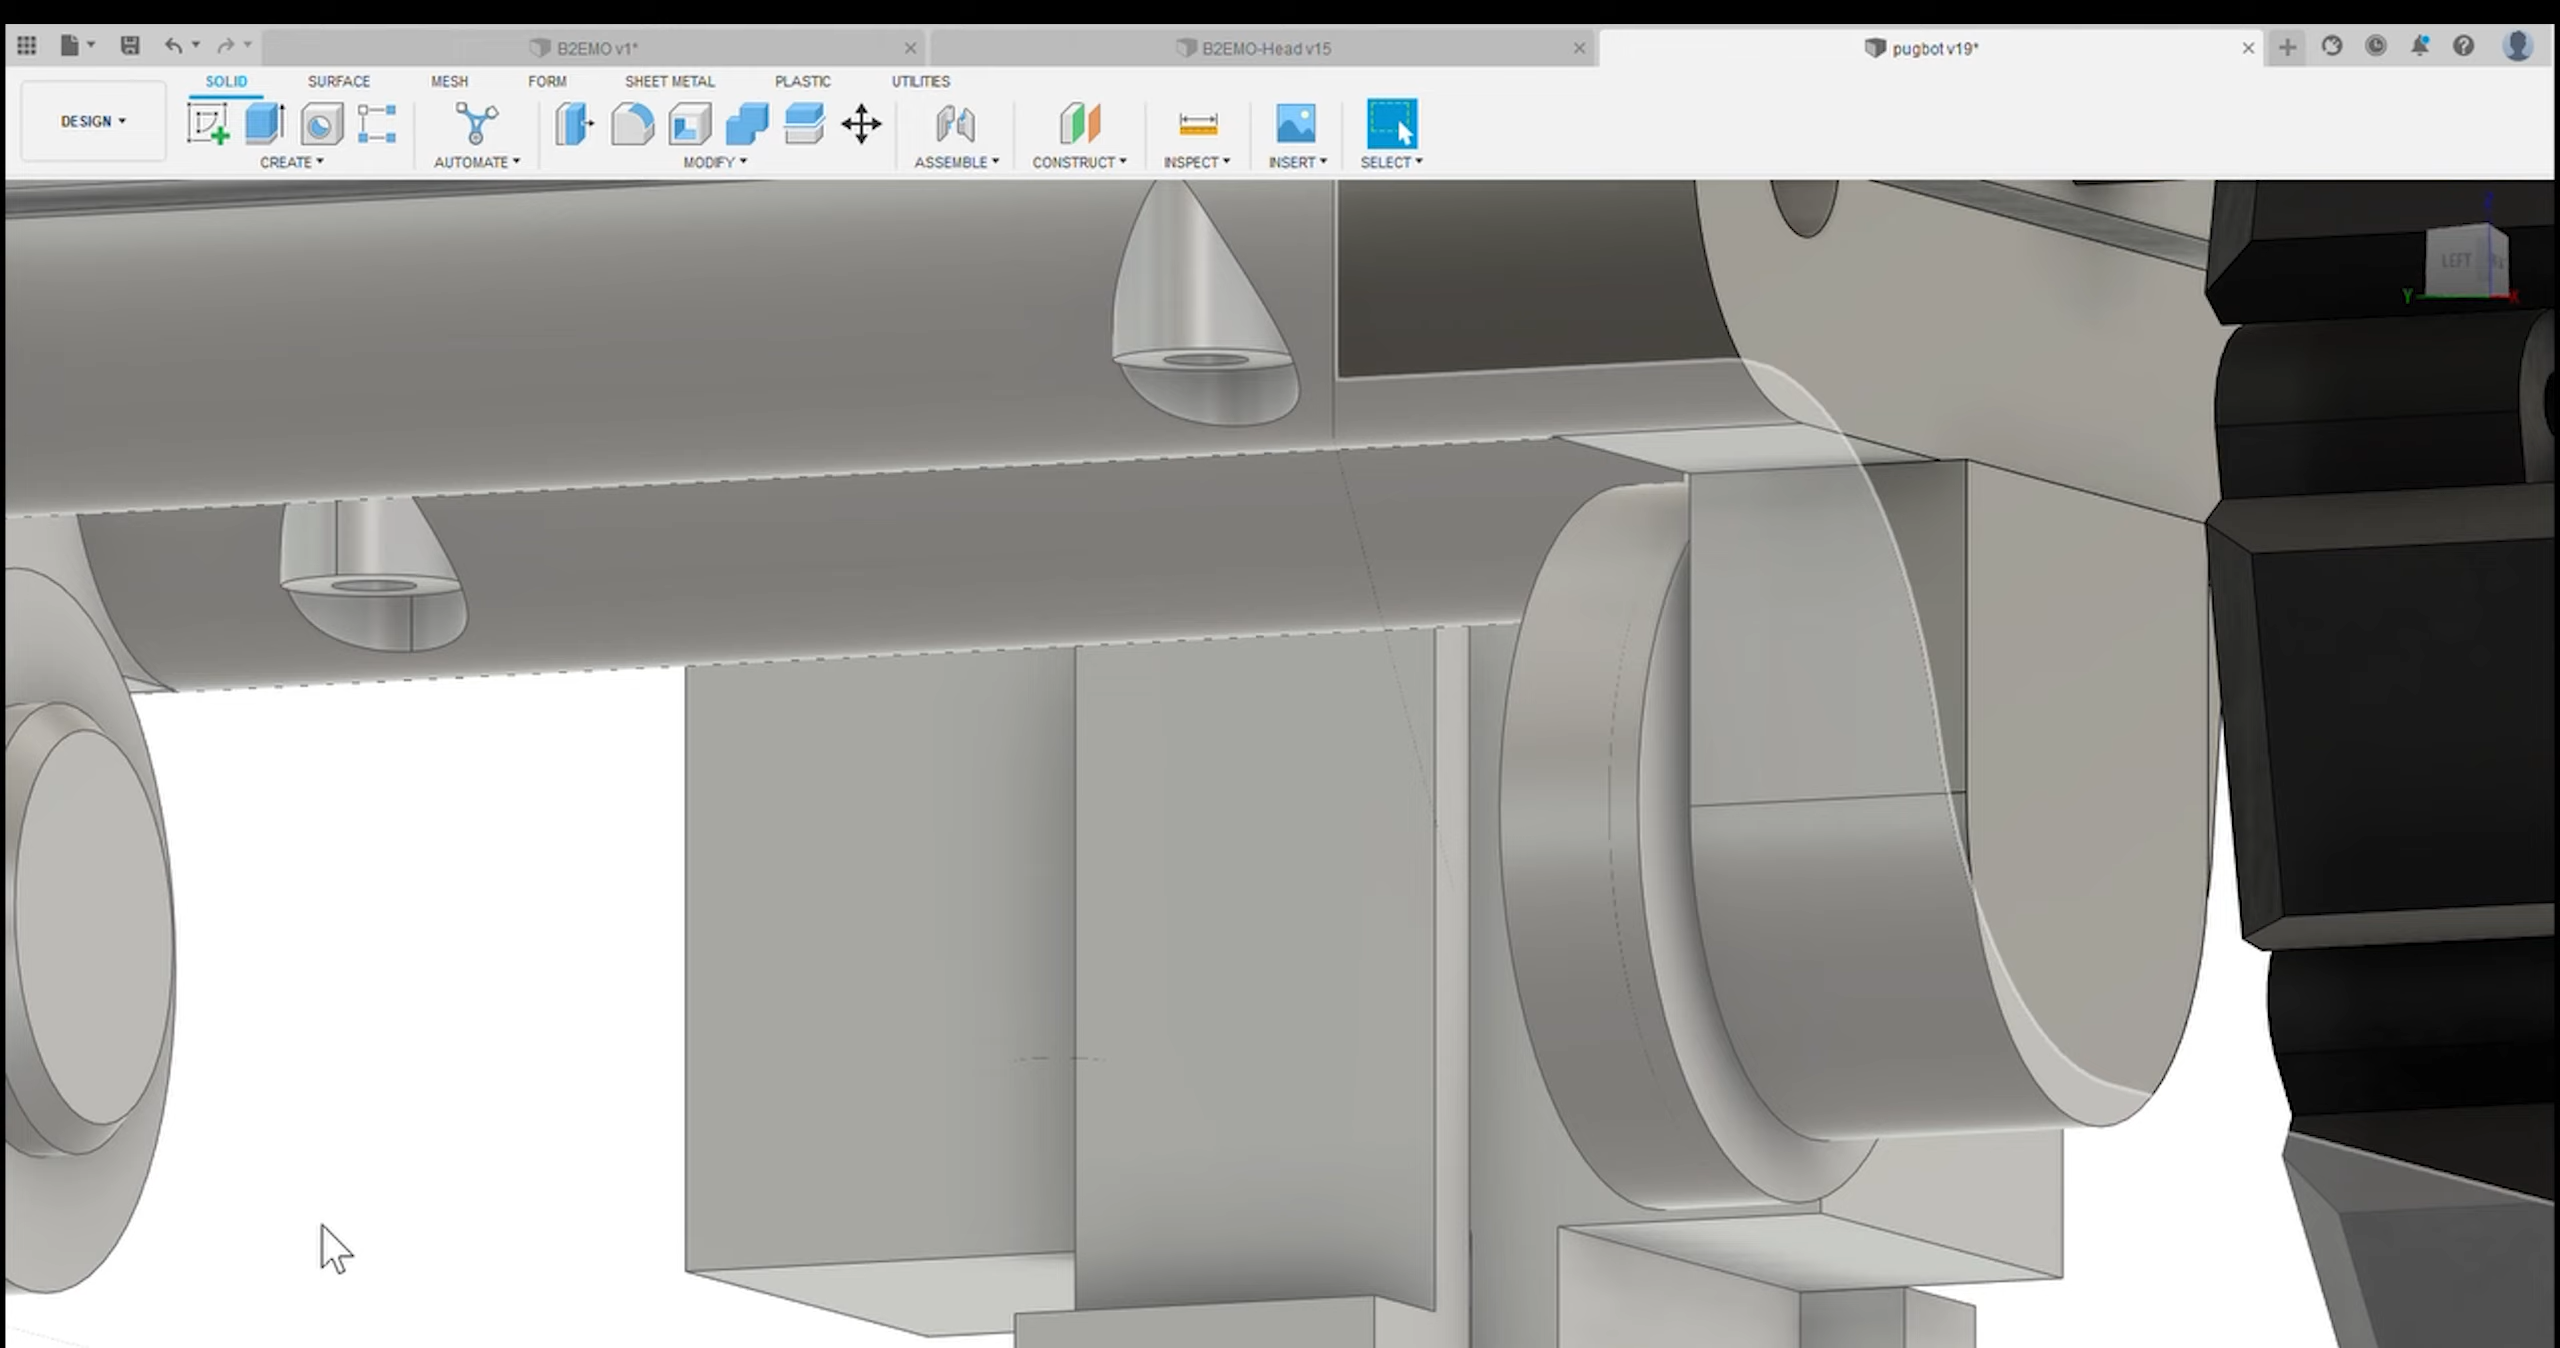 B2EMO v1*
B2EMO-Head v15
pugbot v19*
SOLID SURFACE MESH FORM SHEET METAL PLASTIC UTILITIES
DESIGN
CREATE AUTOMATE MODIFY ASSEMBLE CONSTRUCT INSPECT INSERT SELECT
Z
LEFT
Y X